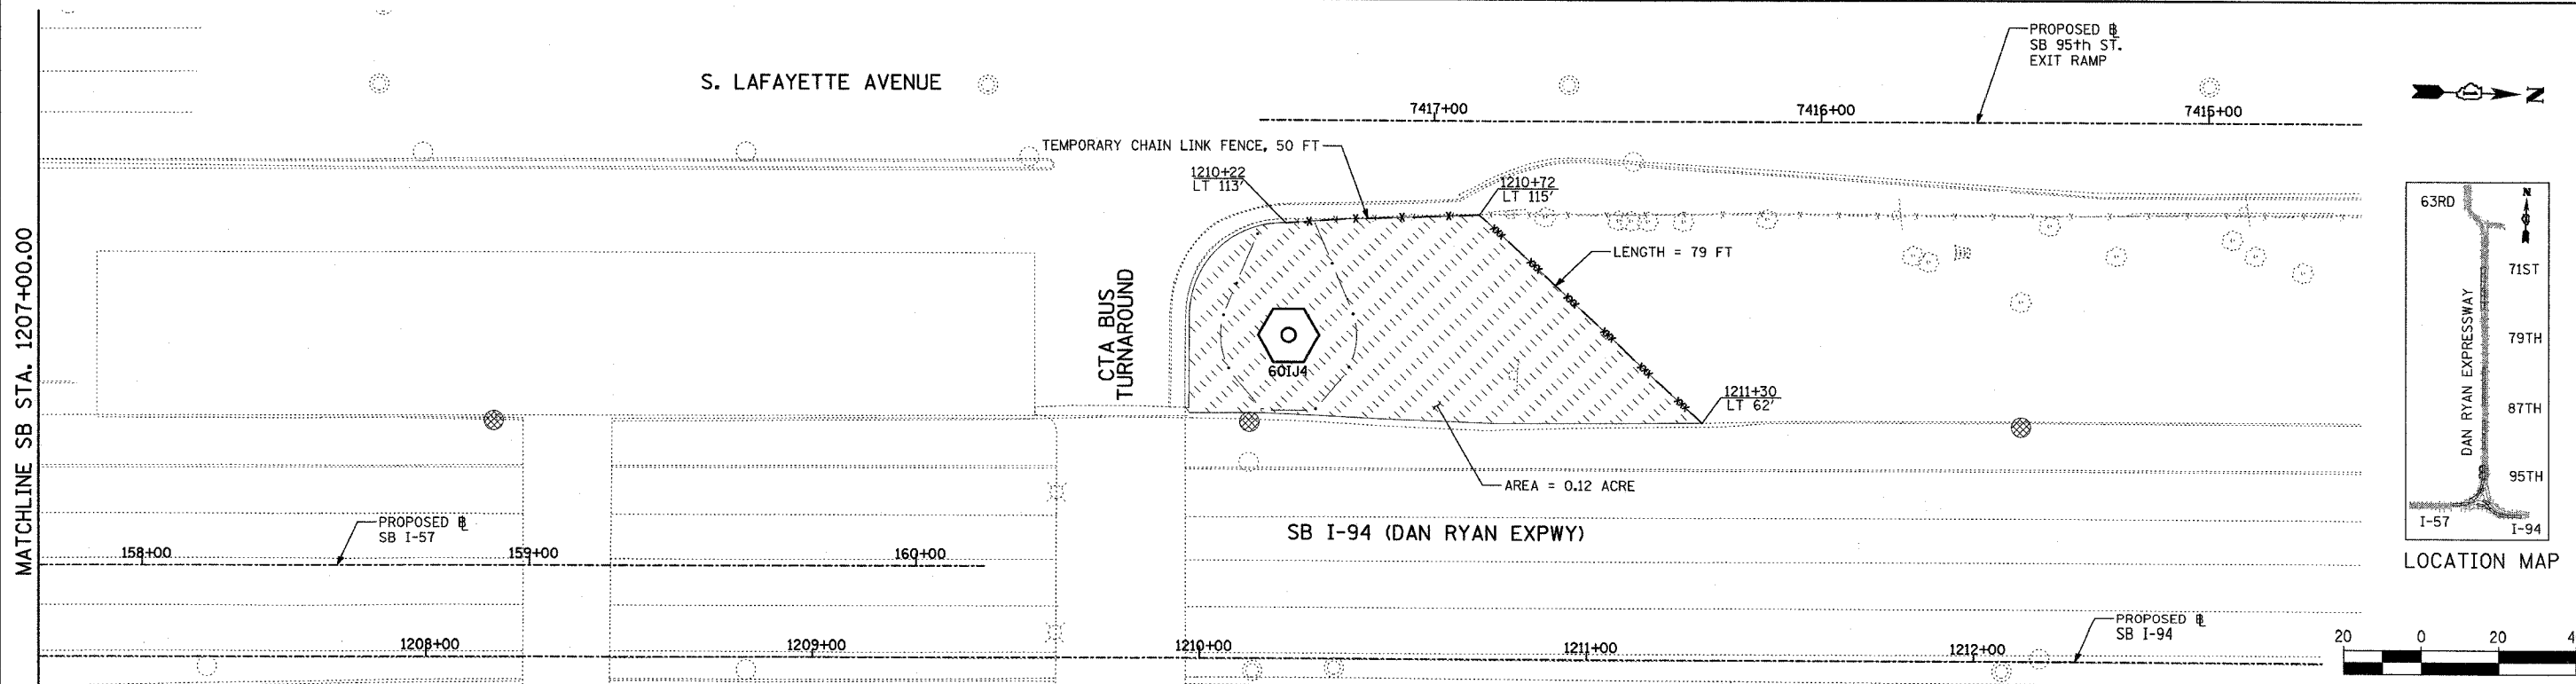 MATCHLINE SB STA. 1207+00.00
S. LAFAYETTE AVENUE
PROPOSED ℄
SB 95th ST.
EXIT RAMP
7417+00
7416+00
7415+00
N
TEMPORARY CHAIN LINK FENCE, 50 FT
1210+22
LT 113'
1210+72
LT 115'
LENGTH = 79 FT
CTA BUS
TURNAROUND
60IJ4
1211+30
LT 62'
AREA = 0.12 ACRE
SB I-94 (DAN RYAN EXPWY)
PROPOSED ℄
SB I-57
158+00
159+00
160+00
1208+00
1209+00
1210+00
1211+00
1212+00
PROPOSED ℄
SB I-94
63RD
N
71ST
79TH
87TH
95TH
DAN RYAN EXPRESSWAY
I-57
I-94
LOCATION MAP
20
0
20
4